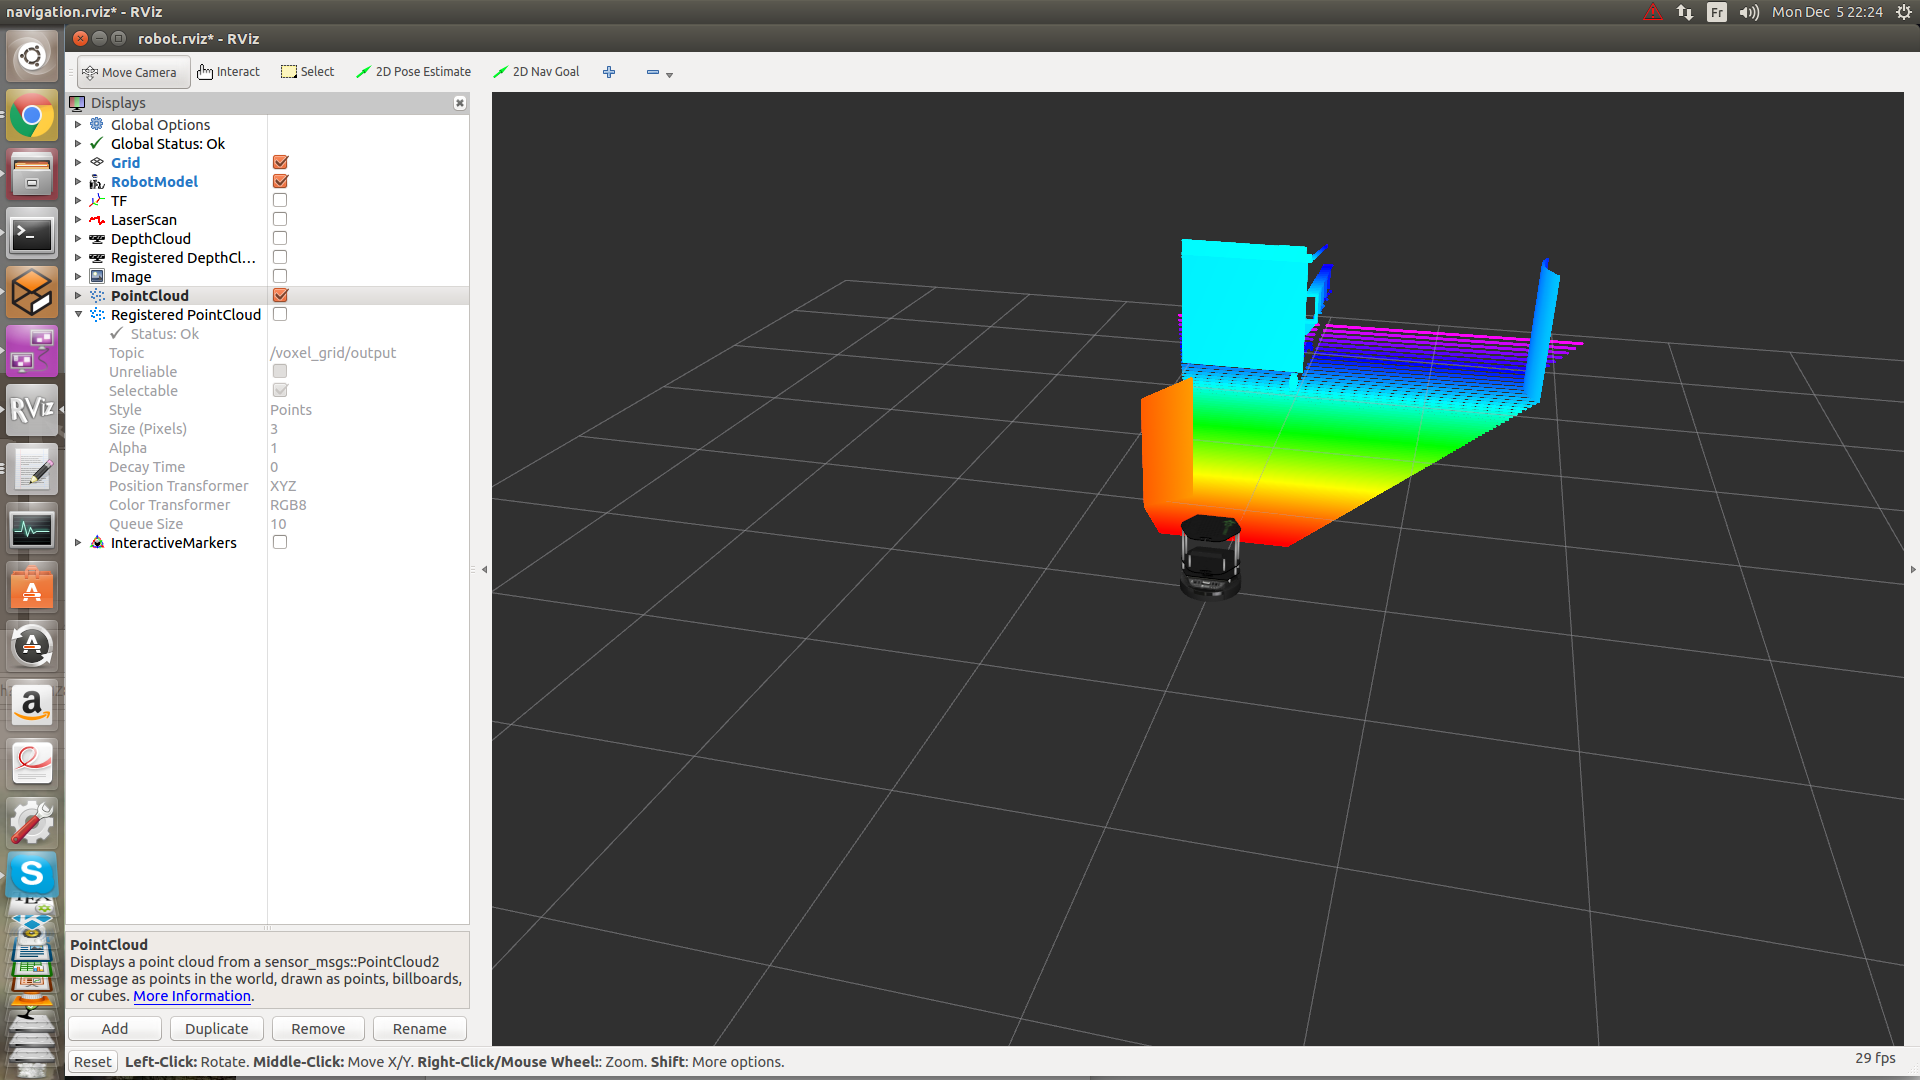 navigation.rviz* - RViz
Fr
Mon Dec 5 22:24
robot.rviz* - RViz
Move Camera
Interact
Select
2D Pose Estimate
2D Nav Goal
Displays
Global Options
Global Status: Ok
Grid
RobotModel
TF
LaserScan
DepthCloud
Registered DepthCl...
Image
PointCloud
Registered PointCloud
Status: Ok
Topic /voxel_grid/output
Unreliable
Selectable
Style Points
Size (Pixels) 3
Alpha 1
Decay Time 0
Position Transformer XYZ
Color Transformer RGB8
Queue Size 10
InteractiveMarkers
RViz
PointCloud
Displays a point cloud from a sensor_msgs::PointCloud2
message as points in the world, drawn as points, billboards,
or cubes. More Information.
Add Duplicate Remove Rename
Reset Left-Click: Rotate. Middle-Click: Move X/Y. Right-Click/Mouse Wheel:: Zoom. Shift: More options.
29 fps